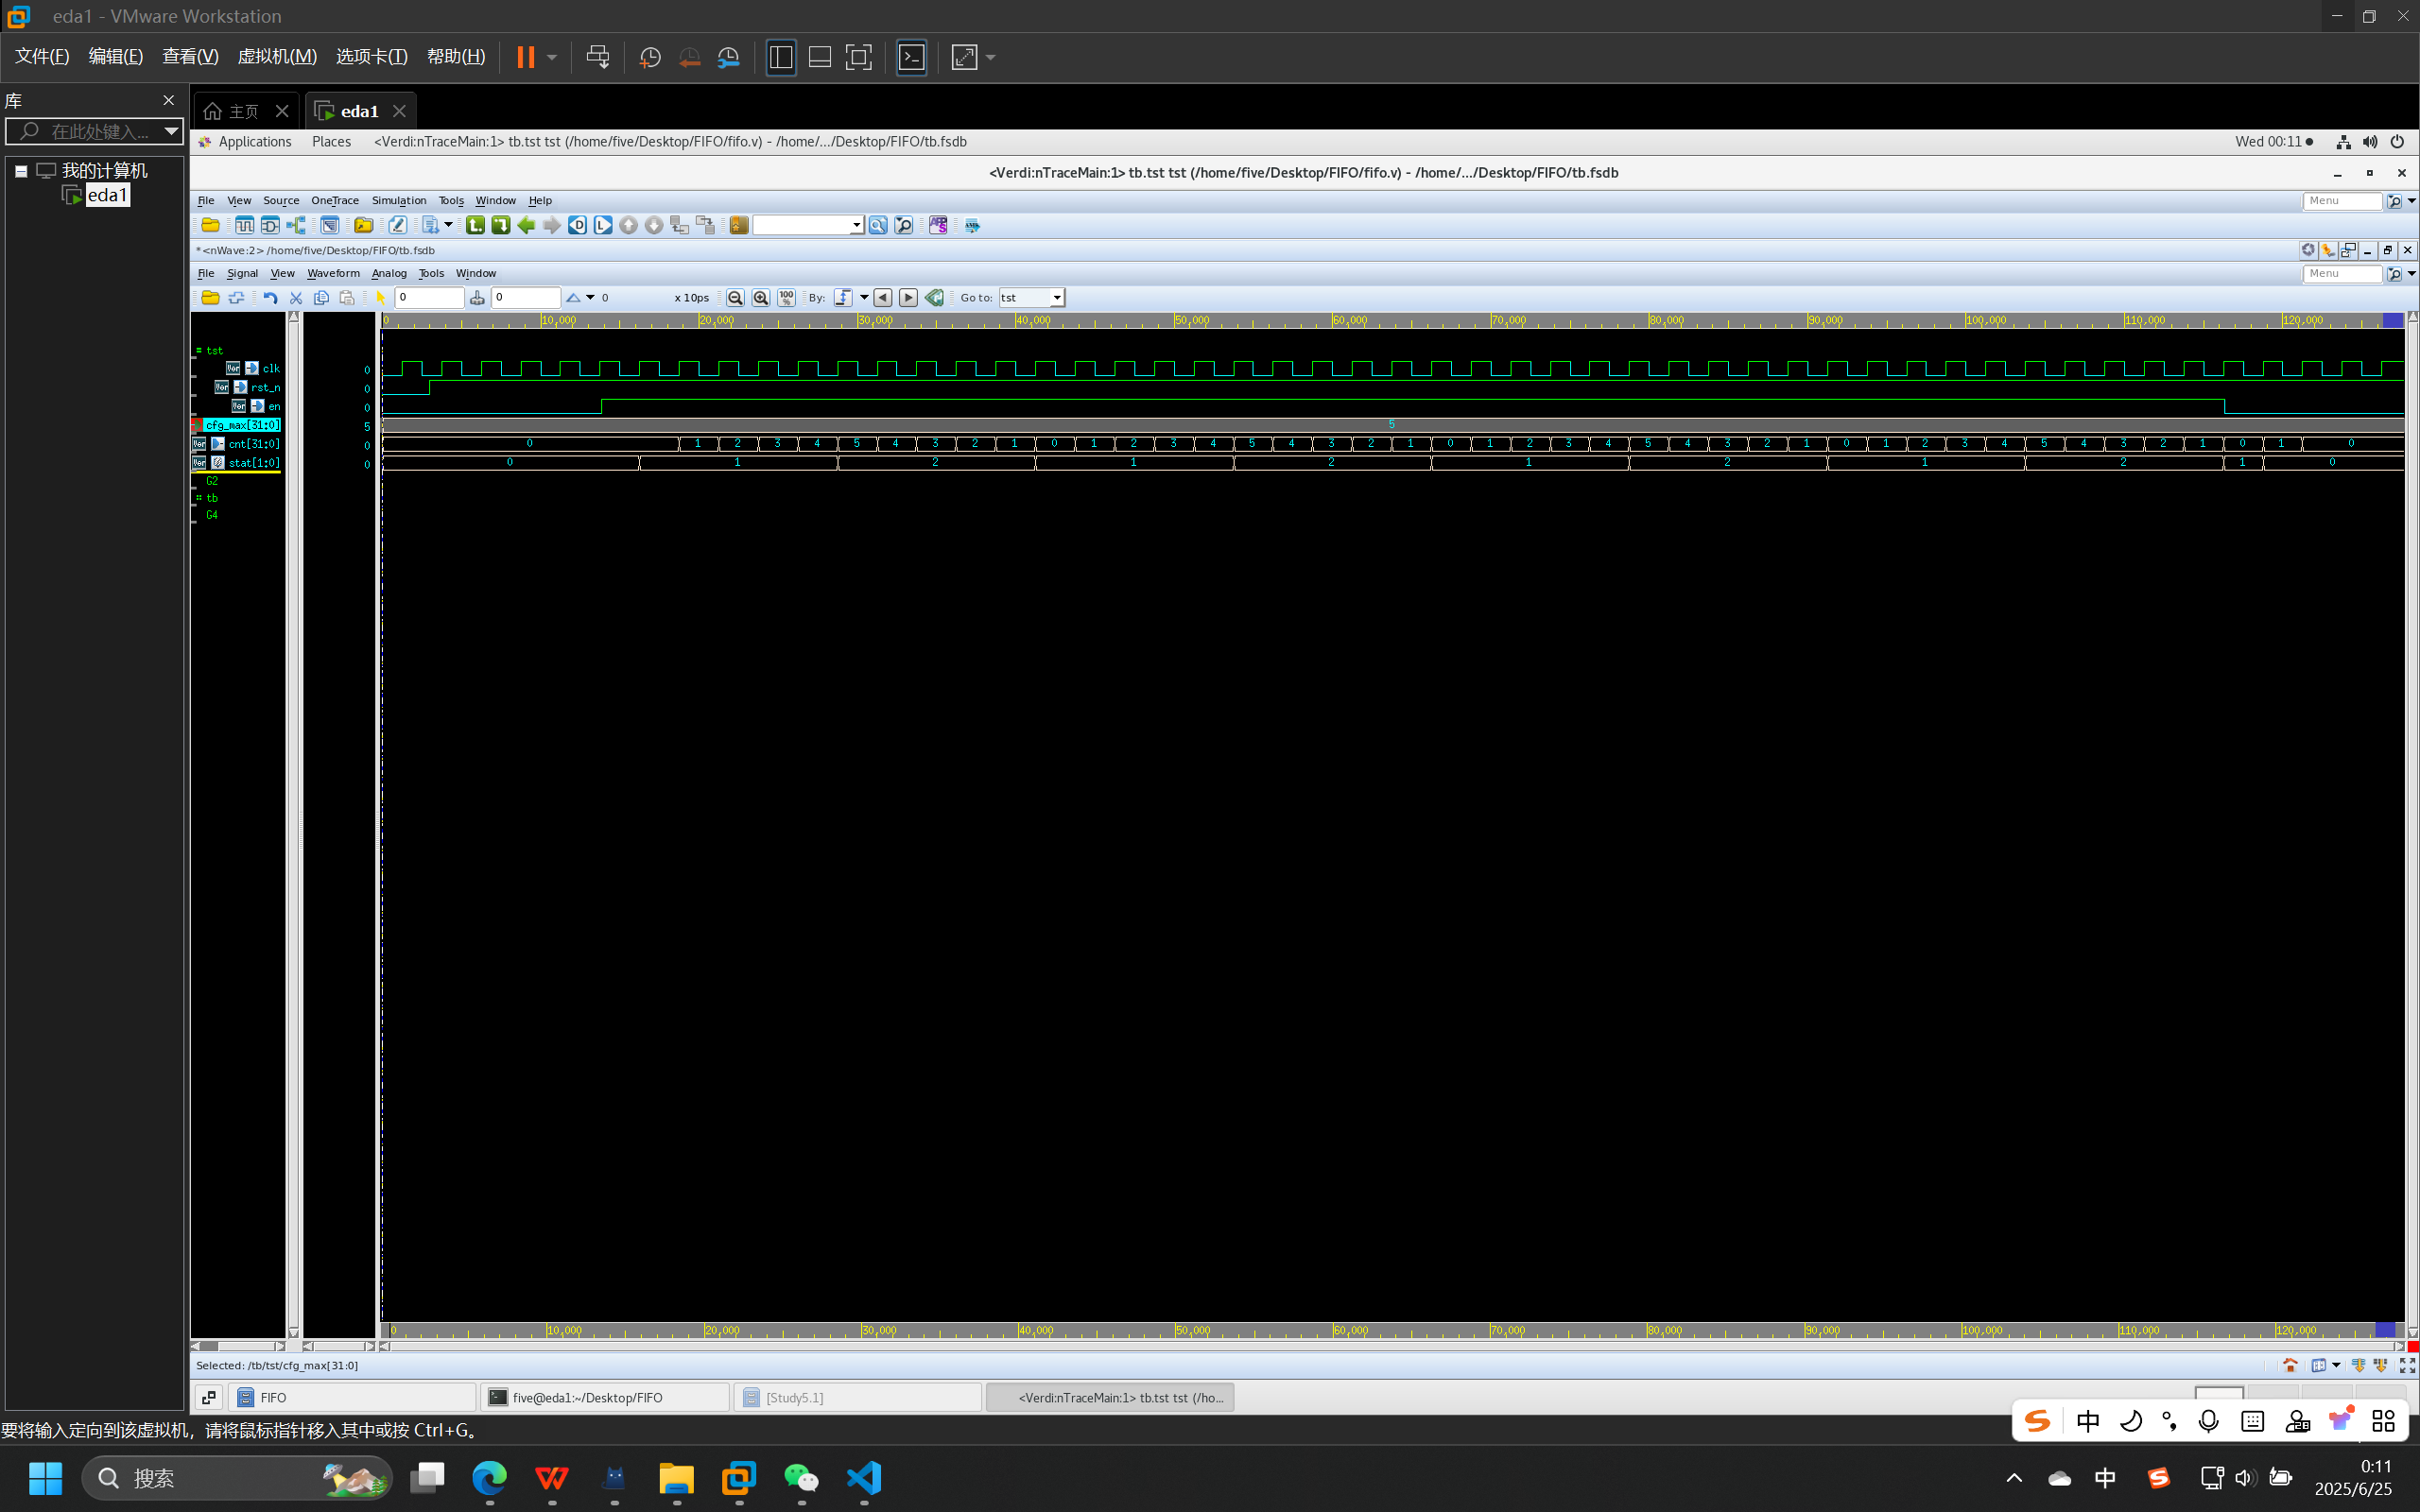 eda1 - VMware Workstation
文件(F) 编辑(E) 查看(V) 虚拟机(M) 选项卡(T) 帮助(H)
库
在此处键入...
我的计算机
eda1
主页 eda1
Applications Places <Verdi:nTraceMain:1> tb.tst tst (/home/five/Desktop/FIFO/fifo.v) - /home/.../Desktop/FIFO/tb.fsdb Wed 00:11
<Verdi:nTraceMain:1> tb.tst tst (/home/five/Desktop/FIFO/fifo.v) - /home/.../Desktop/FIFO/tb.fsdb
File View Source OneTrace Simulation Tools Window Help Menu
*<nWave:2> /home/five/Desktop/FIFO/tb.fsdb
File Signal View Waveform Analog Tools Window Menu
0 0 0 x 10ps 100% By: Go to: tst
0 10,000 20,000 30,000 40,000 50,000 60,000 70,000 80,000 90,000 100,000 110,000 120,000
tst
clk 0
rst_n 0
en 0
cfg_max[31:0] 5 5
cnt[31:0] 0 0 1 2 3 4 5 4 3 2 1 0 1 2 3 4 5 4 3 2 1 0 1 2 3 4 5 4 3 2 1 0 1 2 3 4 5 4 3 2 1 0 1 0
stat[1:0] 0 0 1 2 1 2 1 2 1 2 1 0
G2
tb
G4
0 10,000 20,000 30,000 40,000 50,000 60,000 70,000 80,000 90,000 100,000 110,000 120,000
Selected: /tb/tst/cfg_max[31:0]
FIFO five@eda1:~/Desktop/FIFO [Study5.1] <Verdi:nTraceMain:1> tb.tst tst (/ho...
要将输入定向到该虚拟机，请将鼠标指针移入其中或按 Ctrl+G。
中
搜索
中
0:11
2025/6/25